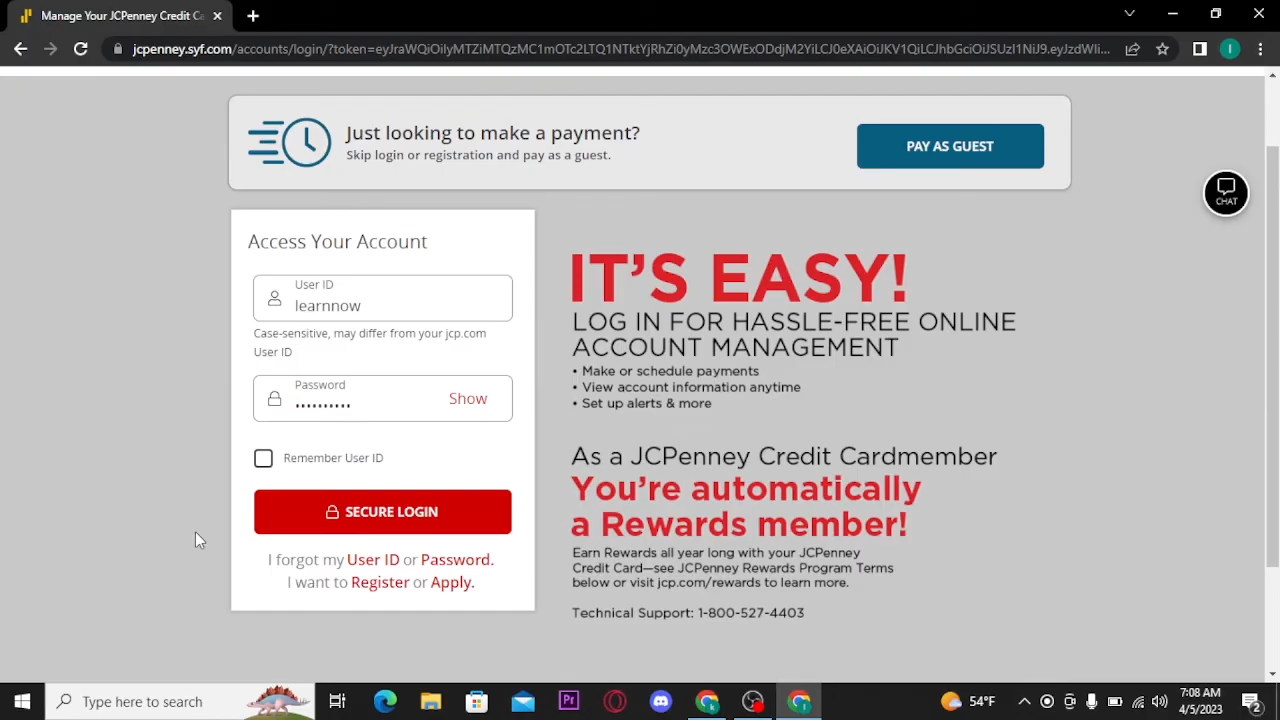 Manage Your JCPenney Credit Ca
jcpenney.syf.com/accounts/login/?token=eyJraWQiOiIyMTZiMTQzMC1mOTc2LTQ1NTktYjRhZi0yMzc3OWExODdjM2YiLCJ0eXAiOiJKV1QiLCJhbGciOiJSUzI1NiJ9.eyJzdWIi...
I
Just looking to make a payment?
Skip login or registration and pay as a guest.
PAY AS GUEST
CHAT
Access Your Account
User ID
learnnow
Case-sensitive, may differ from your jcp.com
User ID
Password
Show
Remember User ID
SECURE LOGIN
I forgot my User ID or Password.
I want to Register or Apply.
IT'S EASY!
LOG IN FOR HASSLE-FREE ONLINE
ACCOUNT MANAGEMENT
• Make or schedule payments
• View account information anytime
• Set up alerts & more
As a JCPenney Credit Cardmember
You're automatically
a Rewards member!
Earn Rewards all year long with your JCPenney
Credit Card—see JCPenney Rewards Program Terms
below or visit jcp.com/rewards to learn more.
Technical Support: 1-800-527-4403
Type here to search
Pr
54°F
7:08 AM
4/5/2023
2